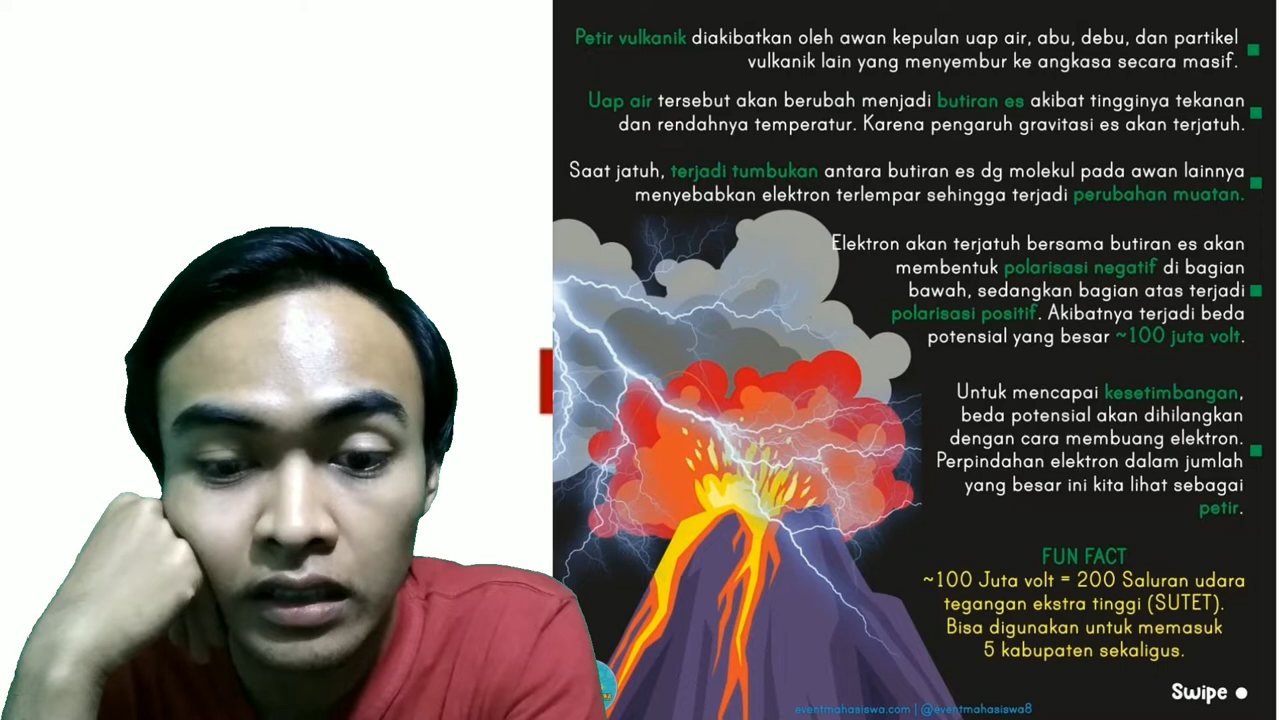 Petir vulkanik diakibatkan oleh awan kepulan uap air, abu, debu, dan partikel
vulkanik lain yang menyembur ke angkasa secara masif.
Uap air tersebut akan berubah menjadi butiran es akibat tingginya tekanan
dan rendahnya temperatur. Karena pengaruh gravitasi es akan terjatuh.
Saat jatuh, terjadi tumbukan antara butiran es dg molekul pada awan lainnya
menyebabkan elektron terlempar sehingga terjadi perubahan muatan.
Elektron akan terjatuh bersama butiran es akan
membentuk polarisasi negatif di bagian
bawah, sedangkan bagian atas terjadi
polarisasi positif. Akibatnya terjadi beda
potensial yang besar ~100 juta volt.
Untuk mencapai kesetimbangan,
beda potensial akan dihilangkan
dengan cara membuang elektron.
Perpindahan elektron dalam jumlah
yang besar ini kita lihat sebagai
petir.
FUN FACT
~100 Juta volt = 200 Saluran udara
tegangan ekstra tinggi (SUTET).
Bisa digunakan untuk memasuk
5 kabupaten sekaligus.
Swipe
eventmahasiswa.com | @eventmahasiswa8